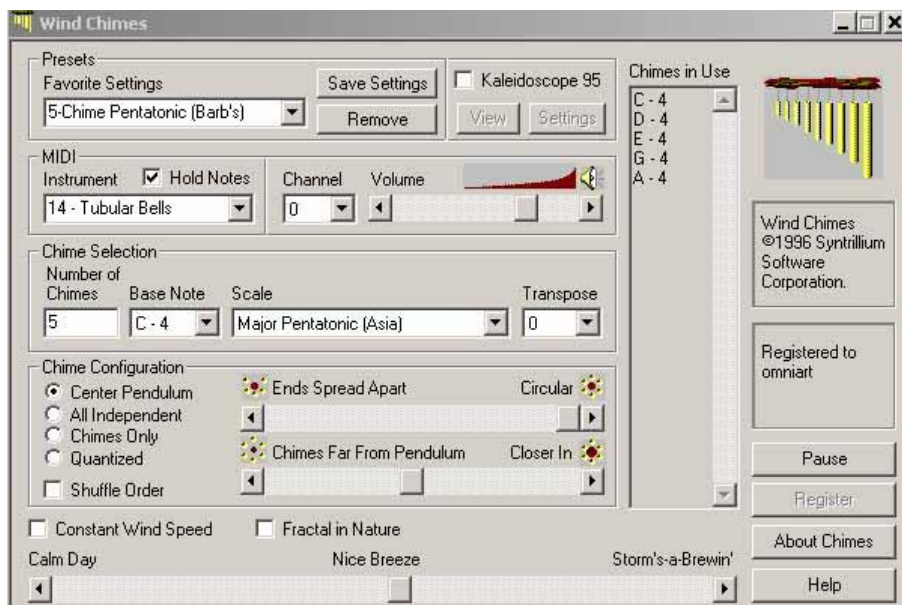 Wind Chimes
Presets
Favorite Settings
5-Chime Pentatonic (Barb's)
Save Settings
Remove
Kaleidoscope 95
View
Settings
MIDI
Instrument
Hold Notes
14 - Tubular Bells
Channel
0
Volume
Chime Selection
Number of
Chimes
5
Base Note
C - 4
Scale
Major Pentatonic (Asia)
Transpose
0
Chime Configuration
Center Pendulum
All Independent
Chimes Only
Quantized
Shuffle Order
Ends Spread Apart
Circular
Chimes Far From Pendulum
Closer In
Constant Wind Speed
Fractal in Nature
Calm Day
Nice Breeze
Storm's-a-Brewin'
Chimes in Use
C - 4
D - 4
E - 4
G - 4
A - 4
Wind Chimes
©1996 Syntrillium
Software
Corporation.
Registered to
omniart
Pause
Register
About Chimes
Help